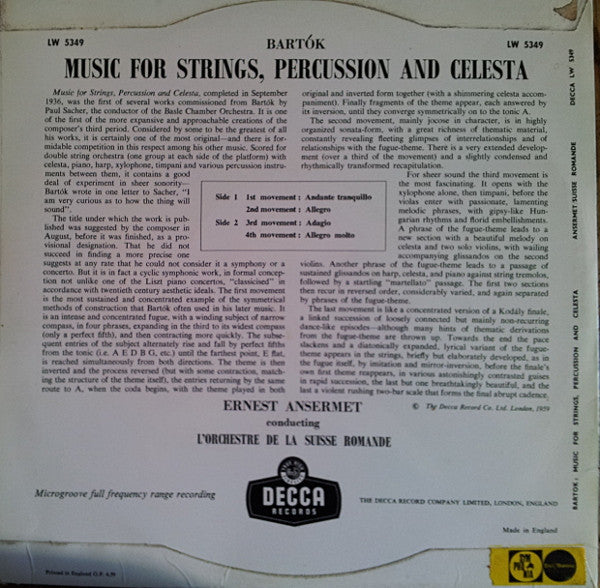 LW 5349
BARTÓK
LW 5349
MUSIC FOR STRINGS, PERCUSSION AND CELESTA
Music for Strings, Percussion and Celesta, completed in September
1936, was the first of several works commissioned from Bartók by
Paul Sacher, the conductor of the Basle Chamber Orchestra. It is one
of the first of the more expansive and approachable creations of the
composer's third period. Considered by some to be the greatest of all
his works, it is certainly one of the most original—and there is for-
midable competition in this respect among his other music. Scored for
double string orchestra (one group at each side of the platform) with
celesta, piano, harp, xylophone, timpani and various percussion instru-
ments between them, it contains a good
deal of experiment in sheer sonority—
Bartók wrote in one letter to Sacher, "I
am very curious as to how the thing will
sound".
The title under which the work is pub-
lished was suggested by the composer in
August, before it was finished, as a pro-
visional designation. That he did not
succeed in finding a more precise one
suggests at any rate that he could not consider it a symphony or a
concerto. But it is in fact a cyclic symphonic work, in formal concep-
tion not unlike one of the Liszt piano concertos, "classicised" in
accordance with twentieth century aesthetic ideals. The first movement
is the most sustained and concentrated example of the symmetrical
methods of construction that Bartók often used in his later music. It
is an intense and concentrated fugue, with a winding subject of narrow
compass, in four phrases, expanding in the third to its widest compass
(only a perfect fifth), and then contracting more quickly. The subse-
quent entries of the subject alternately rise and fall by perfect fifths
from the tonic (i.e. A E D B G, etc.) until the farthest point, E flat,
is reached simultaneously from both directions. The theme is then
inverted and the process reversed (but with some contraction, match-
ing the structure of the theme itself), the entries returning by the same
route to A, when the coda begins, with the theme played in both
original and inverted form together (with a shimmering celesta accom-
paniment). Finally fragments of the theme appear, each answered by
its inversion, until they converge symmetrically on to the tonic A.
The second movement, mainly jocose in character, is in highly
organized sonata-form, with a great richness of thematic material,
constantly revealing fleeting glimpses of interrelationships and of
relationships with the fugue-theme. There is a very extended develop-
ment (over a third of the movement) and a slightly condensed and
rhythmically transformed recapitulation.
For sheer sound the third movement is
the most fascinating. It opens with the
xylophone alone, then timpani, before the
violas enter with passionate, lamenting
melodic phrases, with gipsy-like Hun-
garian rhythms and florid embellishments.
A phrase of the fugue-theme leads to a
new section with a beautiful melody on
celesta and two solo violins, with wailing
accompanying glissandos on the second
violins. Another phrase of the fugue-theme leads to a passage of
sustained glissandos on harp, celesta, and piano against string tremolos,
followed by a startling "martellato" passage. The first two sections
then recur in reversed order, considerably varied, and again separated
by phrases of the fugue-theme.
The last movement is like a concentrated version of a Kodály finale,
a linked succession of loosely connected but mainly non-recurring
dance-like episodes—although many hints of thematic derivations
from the fugue-theme are thrown up. Towards the end the pace
slackens and a diatonically expanded, lyrical variant of the fugue-
theme appears in the strings, briefly but elaborately developed, as in
the fugue itself, by imitation and mirror-inversion, before the finale's
own first theme reappears, in various astonishingly contrasted guises
in rapid succession, the last but one breathtakingly beautiful, and the
last a violent rushing two-bar scale that forms the final abrupt cadence.
Side 1 1st movement : Andante tranquillo
2nd movement : Allegro
Side 2 3rd movement : Adagio
4th movement : Allegro molto
© The Decca Record Co. Ltd. London, 1959
ERNEST ANSERMET
conducting
L'ORCHESTRE DE LA SUISSE ROMANDE
Microgroove full frequency range recording
DECCA
RECORDS
THE DECCA RECORD COMPANY LIMITED, LONDON, ENGLAND
Made in England
Printed in England
BARTÓK : MUSIC FOR STRINGS, PERCUSSION AND CELESTA
ANSERMET-SUISSE ROMANDE
DECCA LW 5349